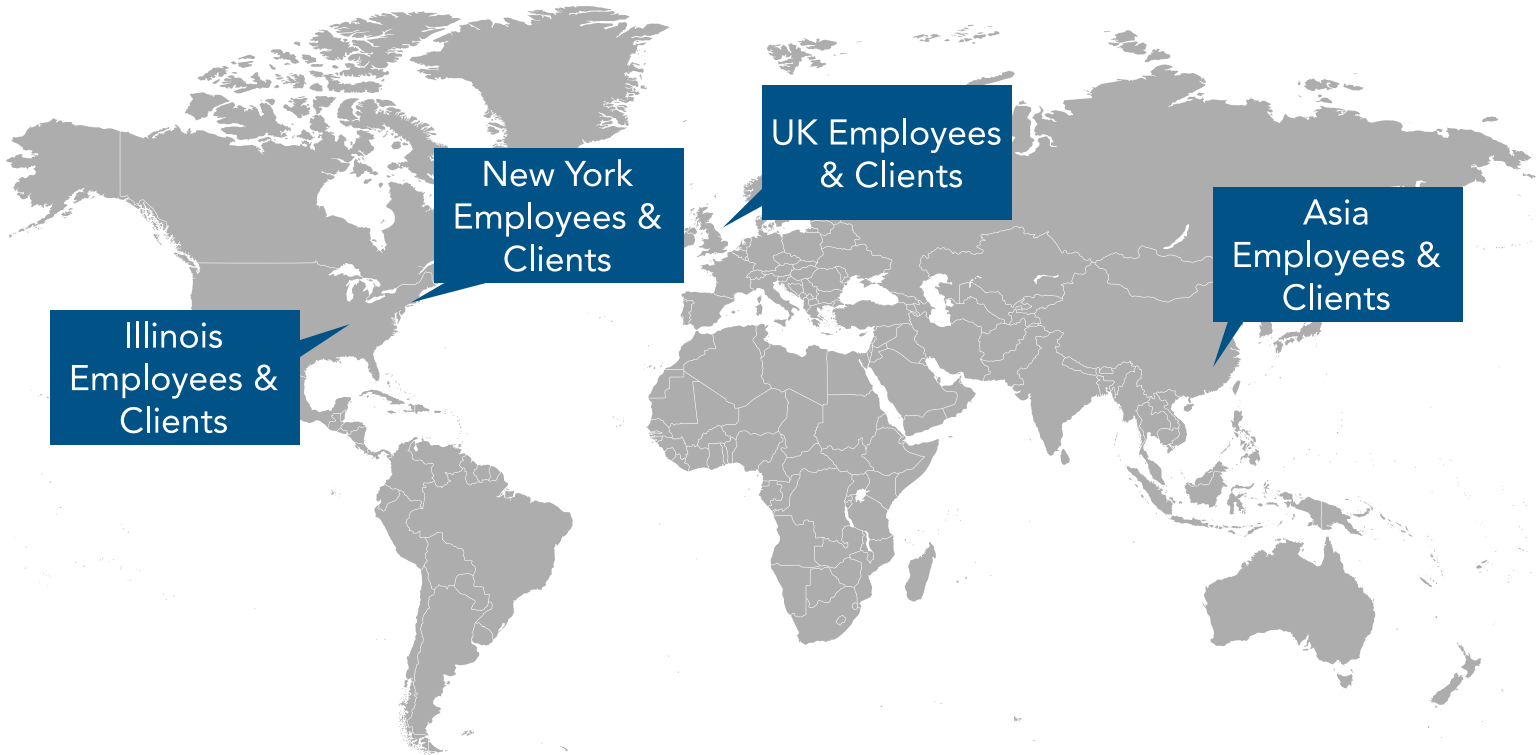 UK Employees
& Clients
New York
Employees &
Clients
Asia
Employees &
Clients
Illinois
Employees &
Clients